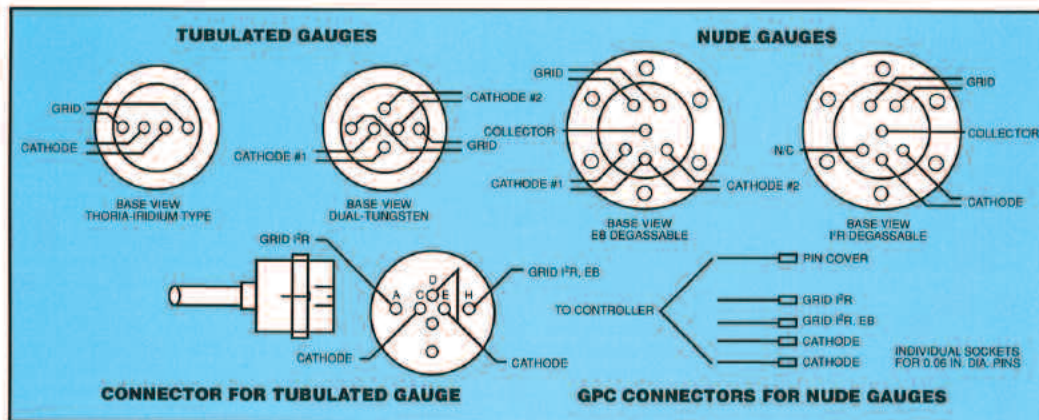 TUBULATED GAUGES
NUDE GAUGES
GRID
CATHODE
BASE VIEW
THORIA-IRIDIUM TYPE
CATHODE #2
CATHODE #1
GRID
BASE VIEW
DUAL-TUNGSTEN
GRID
COLLECTOR
CATHODE #1
CATHODE #2
BASE VIEW
EB DEGASSABLE
GRID
COLLECTOR
N/C
CATHODE
BASE VIEW
I²R DEGASSABLE
GRID I²R
A
C
D
E
H
GRID I²R, EB
CATHODE
CATHODE
CONNECTOR FOR TUBULATED GAUGE
TO CONTROLLER
PIN COVER
GRID I²R
GRID I²R, EB
CATHODE
CATHODE
INDIVIDUAL SOCKETS
FOR 0.06 IN. DIA. PINS
GPC CONNECTORS FOR NUDE GAUGES